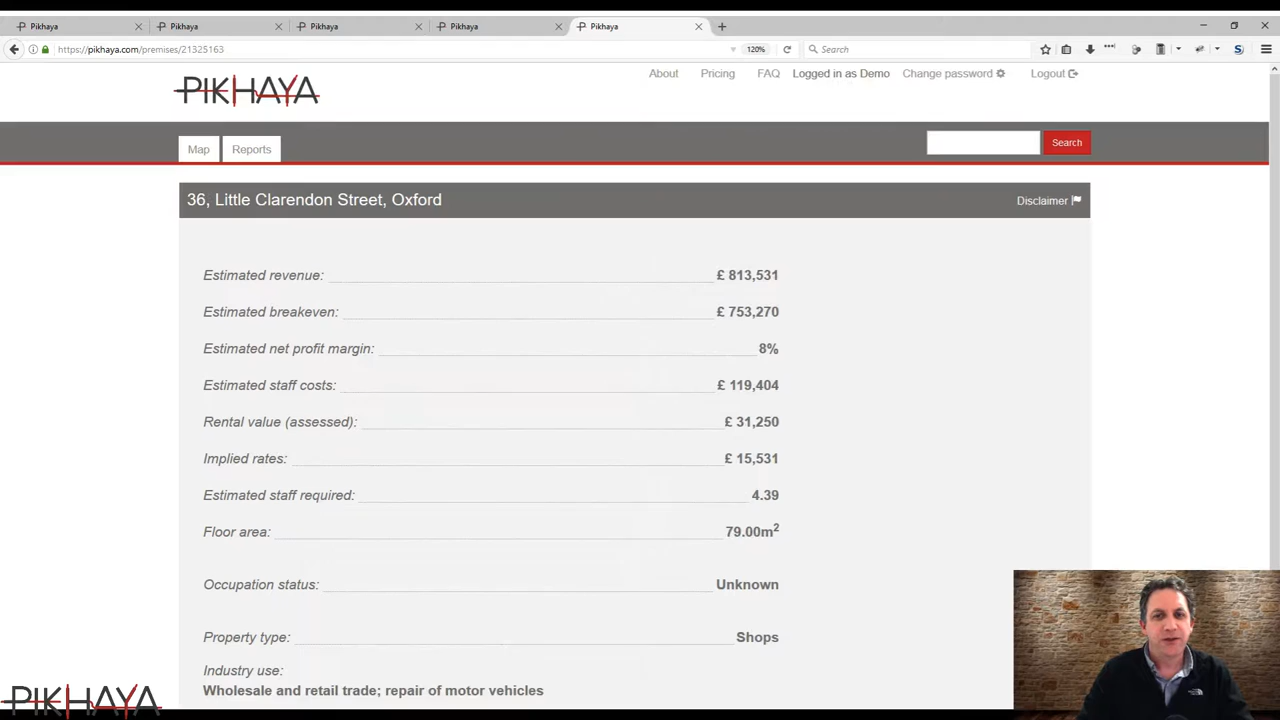 Pikhaya Pikhaya Pikhaya Pikhaya Pikhaya
https://pikhaya.com/premises/21325163 120% Search
PIKHAYA About Pricing FAQ Logged in as Demo Change password Logout
Map Reports Search
36, Little Clarendon Street, Oxford Disclaimer
Estimated revenue: £ 813,531
Estimated breakeven: £ 753,270
Estimated net profit margin: 8%
Estimated staff costs: £ 119,404
Rental value (assessed): £ 31,250
Implied rates: £ 15,531
Estimated staff required: 4.39
Floor area: 79.00m²
Occupation status: Unknown
Property type: Shops
Industry use:
Wholesale and retail trade; repair of motor vehicles
PIKHAYA